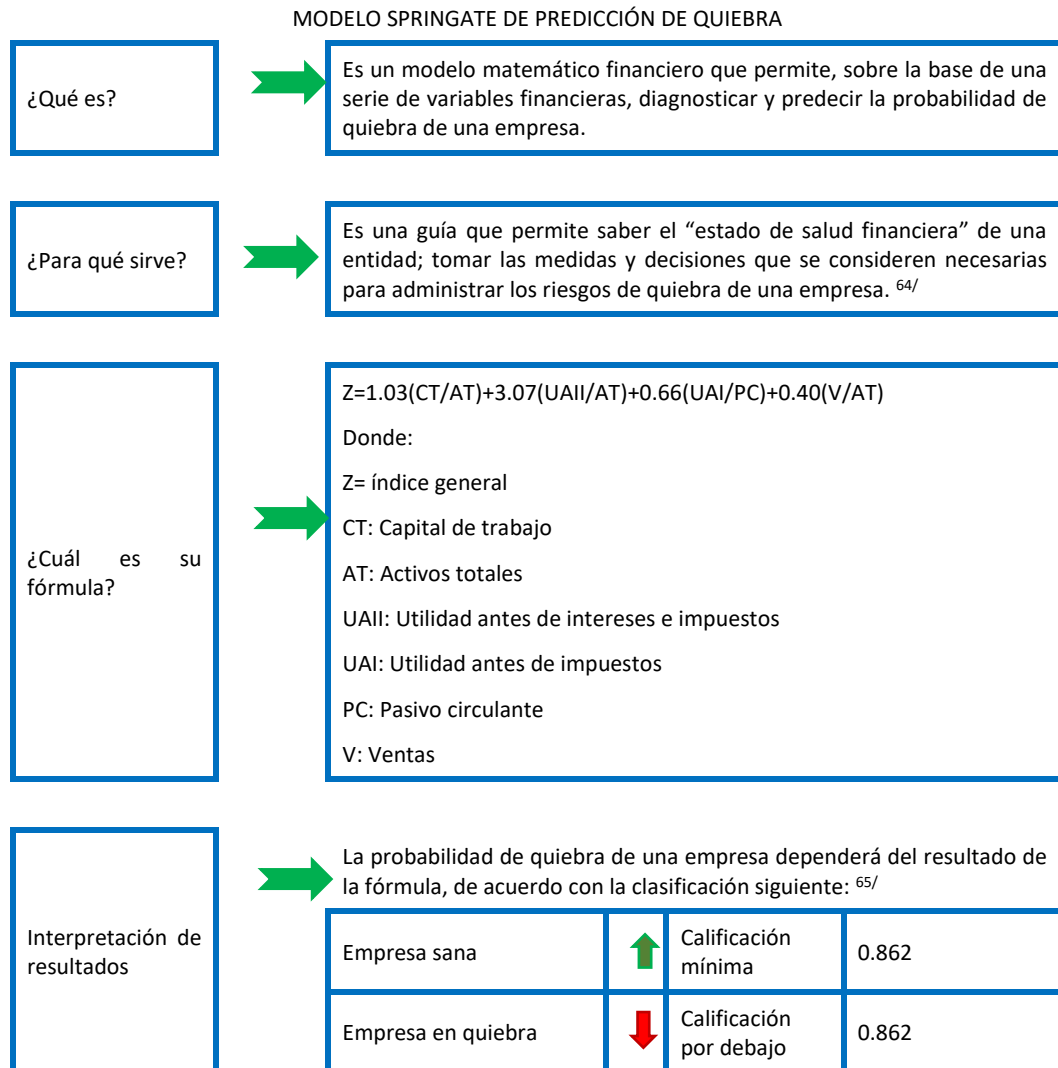 MODELO SPRINGATE DE PREDICCIÓN DE QUIEBRA
¿Qué es?
Es un modelo matemático financiero que permite, sobre la base de una
serie de variables financieras, diagnosticar y predecir la probabilidad de
quiebra de una empresa.
¿Para qué sirve?
Es una guía que permite saber el “estado de salud financiera” de una
entidad; tomar las medidas y decisiones que se consideren necesarias
para administrar los riesgos de quiebra de una empresa. 64/
¿Cuál es su
fórmula?
Z=1.03(CT/AT)+3.07(UAII/AT)+0.66(UAI/PC)+0.40(V/AT)
Donde:
Z= índice general
CT: Capital de trabajo
AT: Activos totales
UAII: Utilidad antes de intereses e impuestos
UAI: Utilidad antes de impuestos
PC: Pasivo circulante
V: Ventas
Interpretación de
resultados
La probabilidad de quiebra de una empresa dependerá del resultado de
la fórmula, de acuerdo con la clasificación siguiente: 65/
Empresa sana
Calificación
mínima
0.862
Empresa en quiebra
Calificación
por debajo
0.862